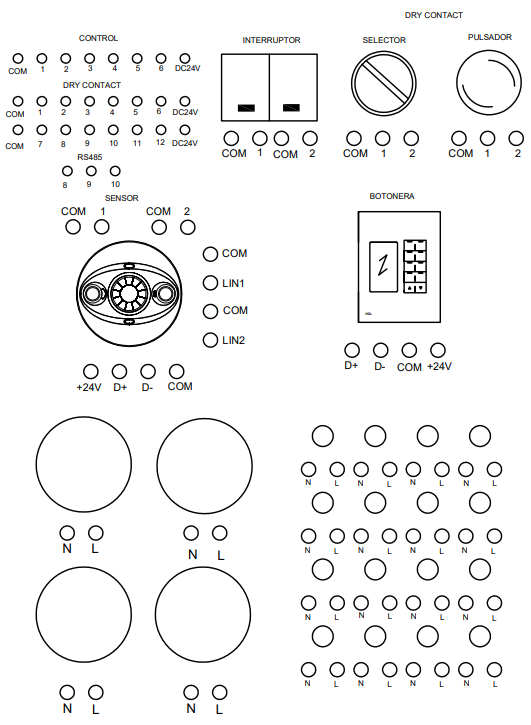 DRY CONTACT
CONTROL INTERRUPTOR SELECTOR PULSADOR
COM 1 2 3 4 5 6 DC24V
DRY CONTACT
COM 1 2 3 4 5 6 DC24V
COM 7 8 9 10 11 12 DC24V
COM 1 COM 2 COM 1 2 COM 1 2
RS485
8 9 10
SENSOR BOTONERA
COM 1 COM 2
COM
LIN1
COM
LIN2
HDL
D+ D- COM +24V
+24V D+ D- COM
N L N L N L N L
N L N L
N L N L N L N L
N L N L N L N L
N L N L N L N L
N L N L